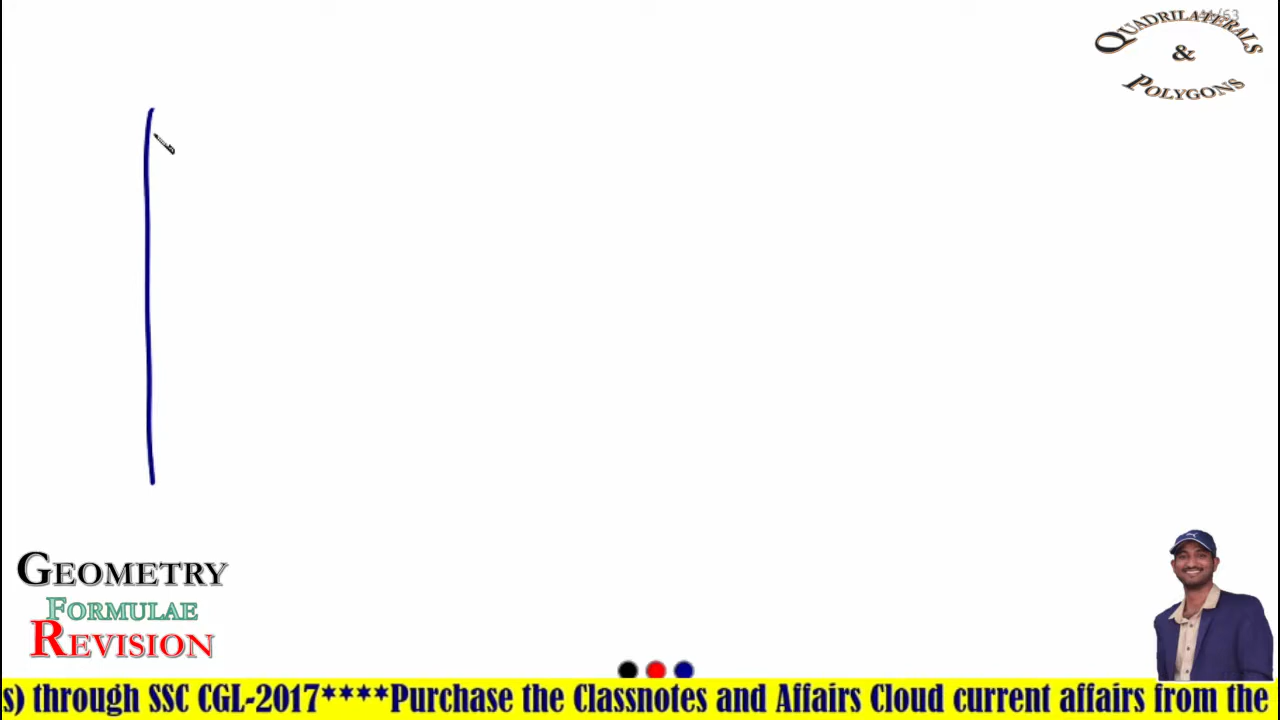 QUADRILATERALS
&
POLYGONS
GEOMETRY
FORMULAE
REVISION
s) through SSC CGL-2017****Purchase the Classnotes and Affairs Cloud current affairs from the